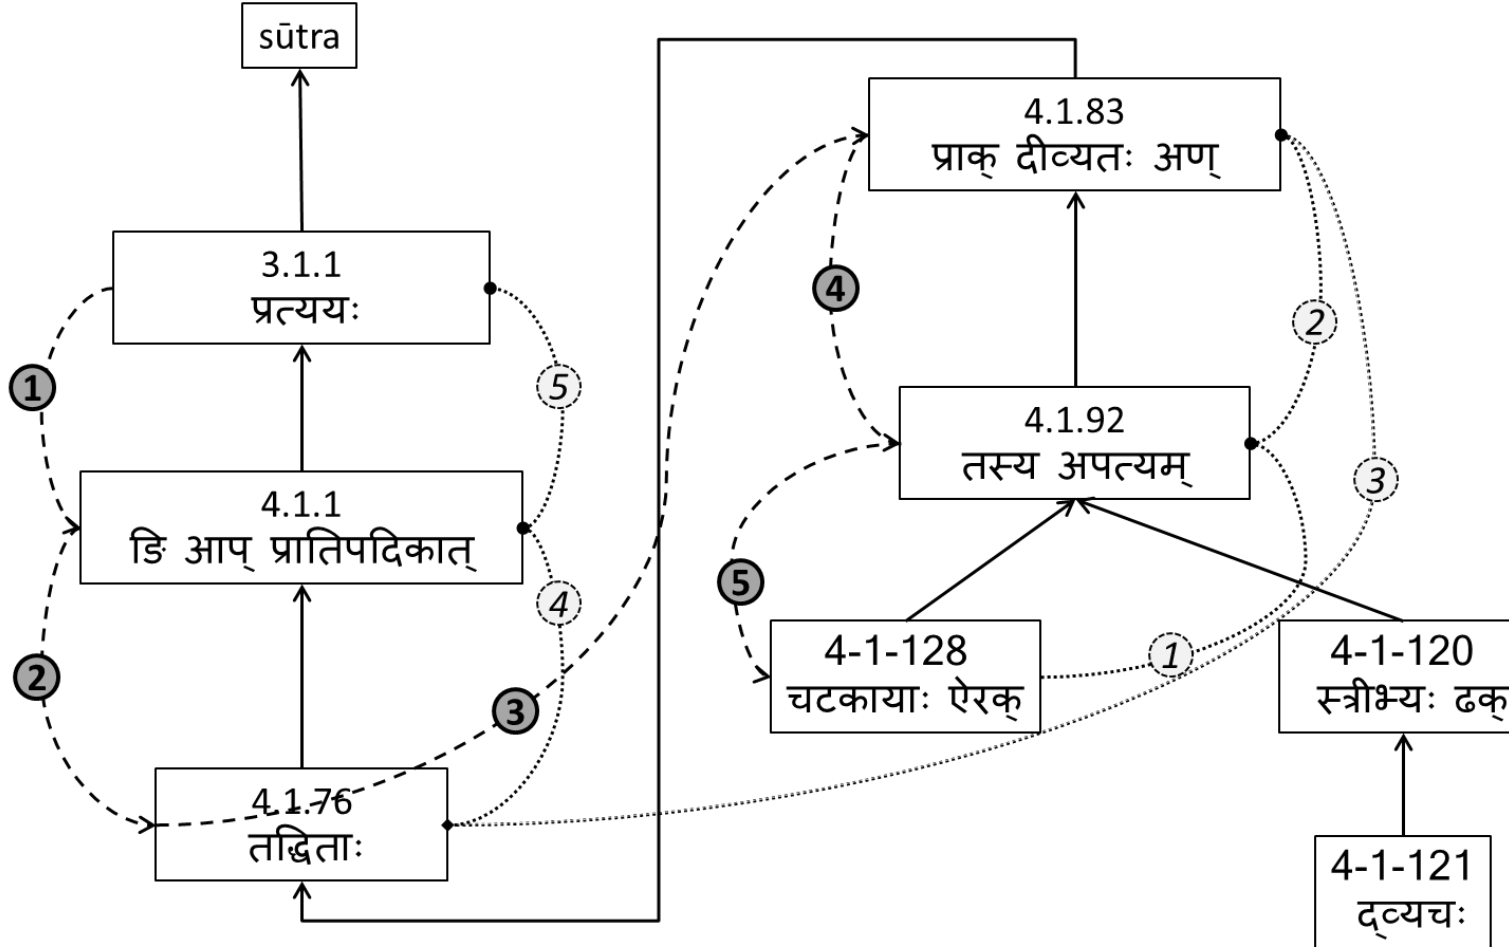 sūtra
3.1.1
प्रत्ययः
1
5
4.1.1
ङि आप् प्रातिपदिकात्
4
2
3
4.1.76
तद्धिताः
4.1.83
प्राक् दीव्यतः अण्
4
2
4.1.92
तस्य अपत्यम्
3
5
4-1-128
चटकायाः ऐरक्
1
4-1-120
स्त्रीभ्यः ढक्
4-1-121
द्व्यचः